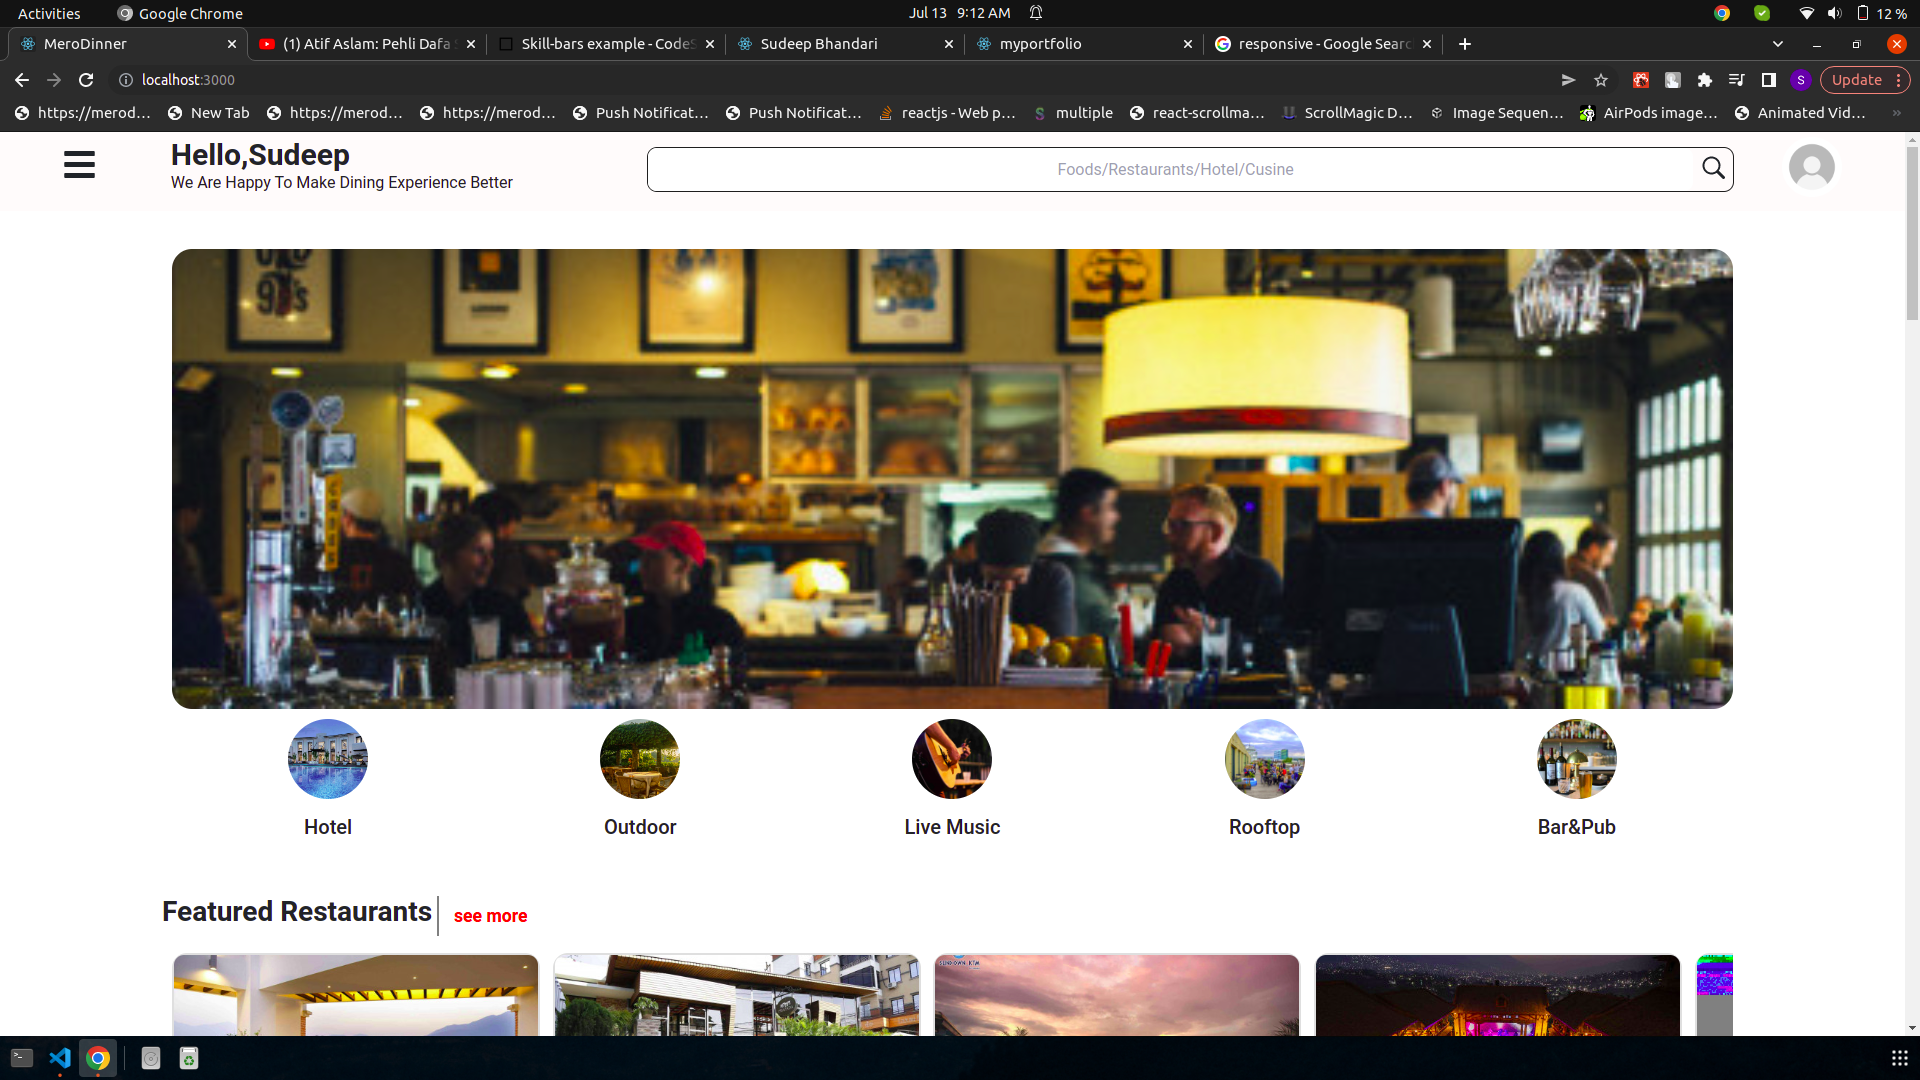 Activities
Google Chrome
Jul 13 9:12 AM
12 %
MeroDinner
(1) Atif Aslam: Pehli Dafa
Skill-bars example - Code
Sudeep Bhandari
myportfolio
responsive - Google Searc
localhost:3000
S
Update
https://merod...
New Tab
https://merod...
https://merod...
Push Notificat...
Push Notificat...
reactjs - Web p...
multiple
react-scrollma...
ScrollMagic D...
Image Sequen...
AirPods image...
Animated Vid...
Hello,Sudeep
We Are Happy To Make Dining Experience Better
Foods/Restaurants/Hotel/Cusine
Hotel
Outdoor
Live Music
Rooftop
Bar&Pub
Featured Restaurants
see more